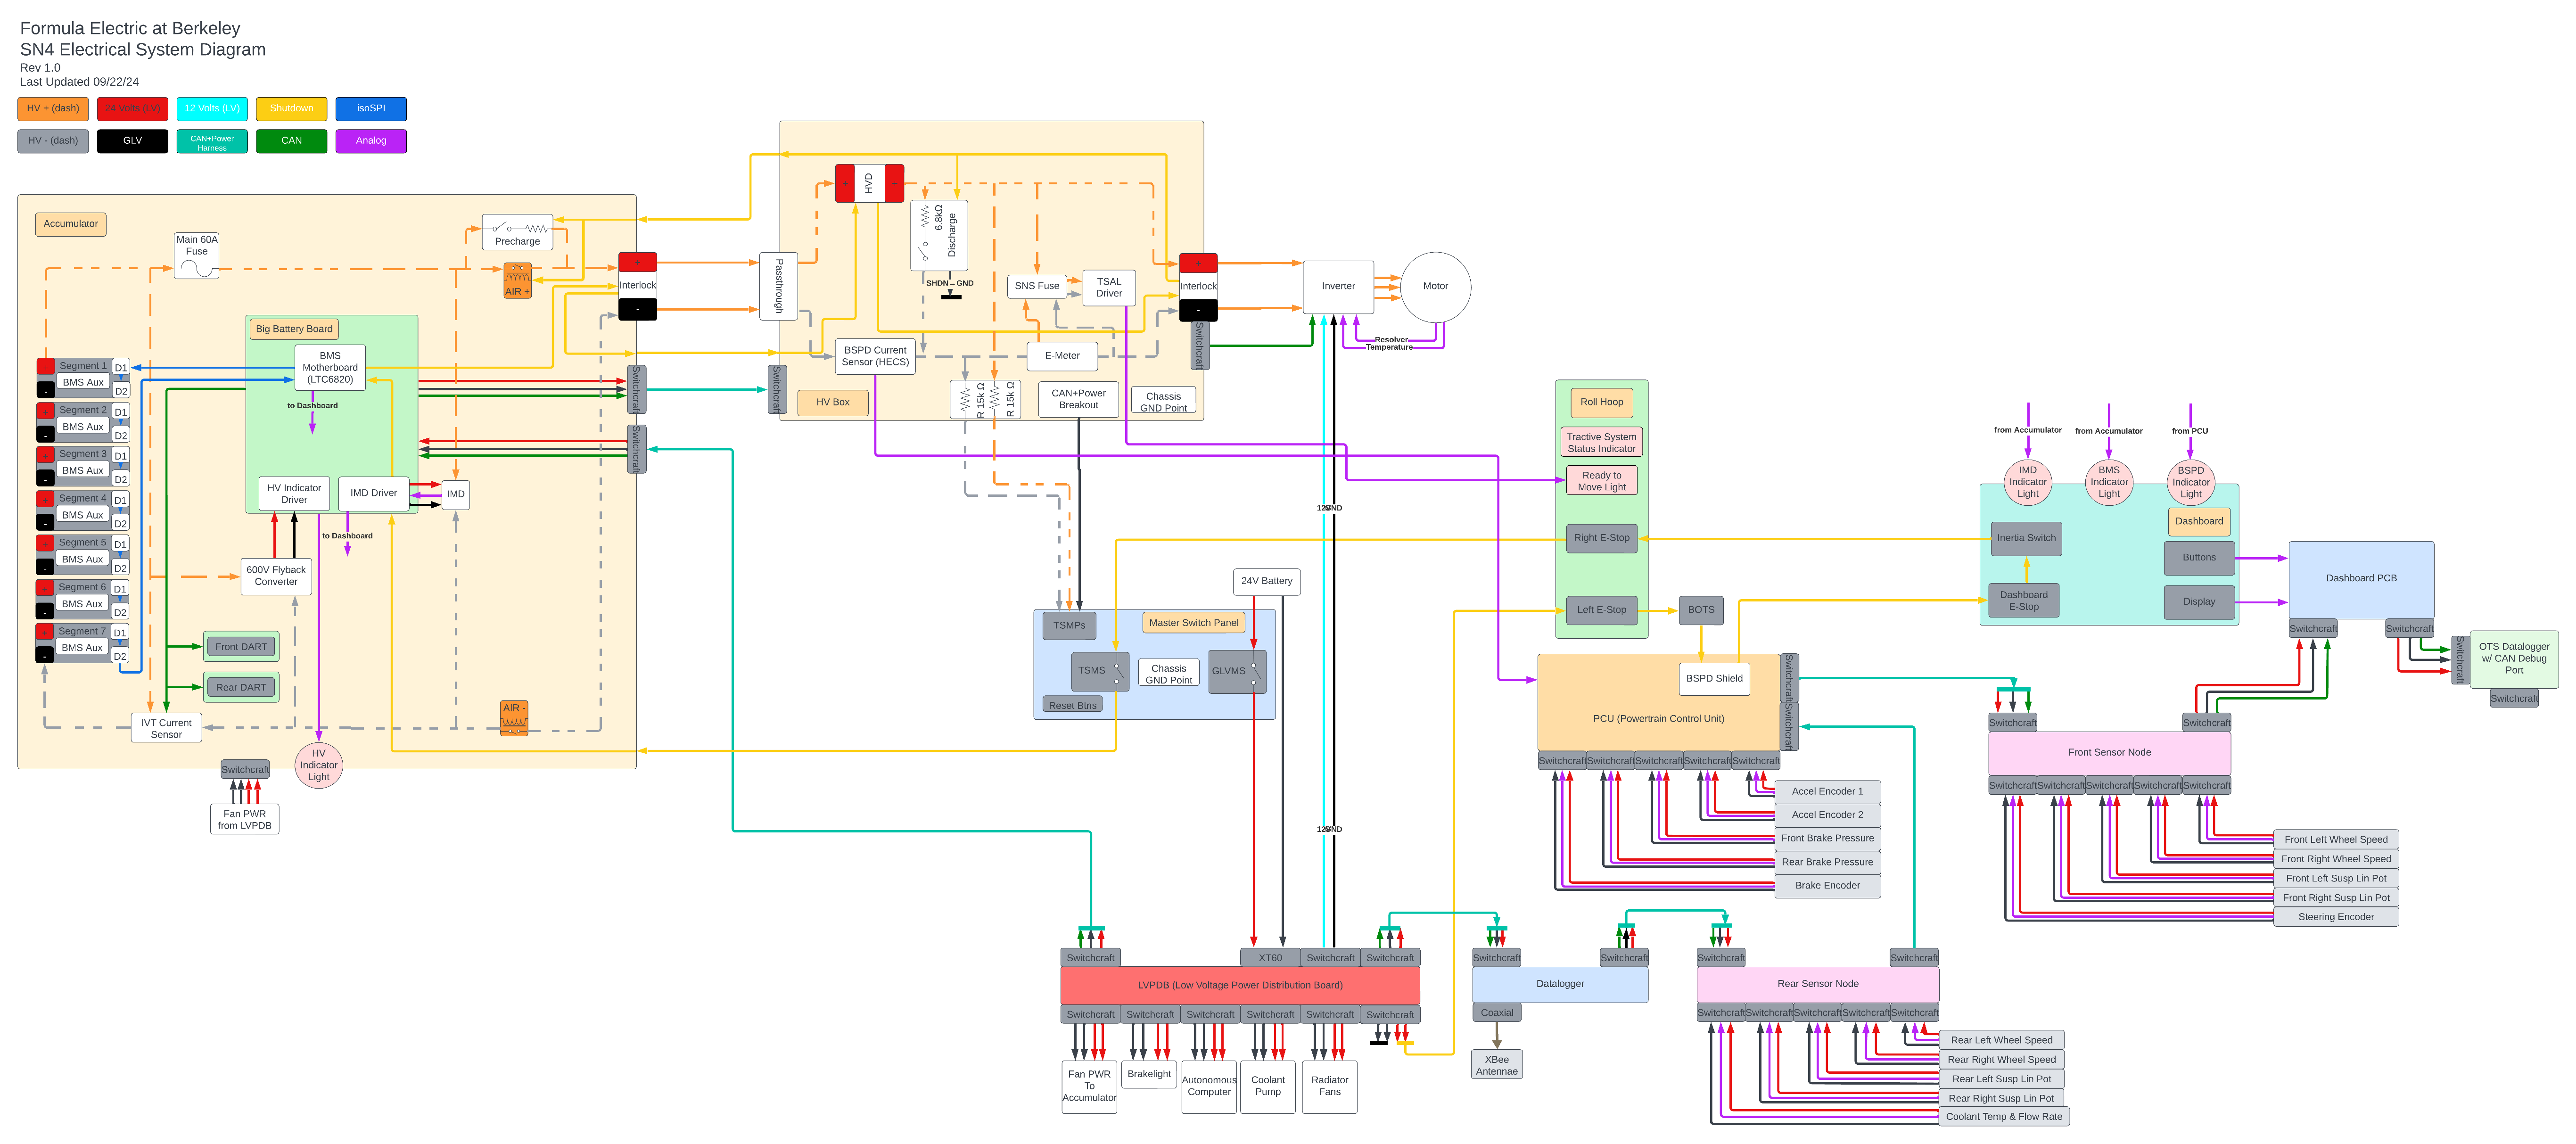 Formula Electric at Berkeley
SN4 Electrical System Diagram
Rev 1.0
Last Updated 09/22/24
HV + (dash)
24 Volts (LV)
12 Volts (LV)
Shutdown
isoSPI
HV - (dash)
GLV
CAN+Power
Harness
CAN
Analog
Accumulator
Main 60A
Fuse
Precharge
AIR +
+
Interlock
-
Big Battery Board
BMS
Motherboard
(LTC6820)
to Dashboard
HV Indicator
Driver
IMD Driver
IMD
to Dashboard
600V Flyback
Converter
+
Segment 1
D1
-
BMS Aux
D2
+
Segment 2
D1
-
BMS Aux
D2
+
Segment 3
D1
-
BMS Aux
D2
+
Segment 4
D1
-
BMS Aux
D2
+
Segment 5
D1
-
BMS Aux
D2
+
Segment 6
D1
-
BMS Aux
D2
+
Segment 7
D1
-
BMS Aux
D2
Front DART
Rear DART
IVT Current
Sensor
AIR -
HV
Indicator
Light
Switchcraft
Fan PWR
from LVPDB
Switchcraft
Switchcraft
Passthrough
Switchcraft
-
HVD
+
6.8kΩ
Discharge
SHDN→GND
SNS Fuse
TSAL
Driver
BSPD Current
Sensor (HECS)
E-Meter
R 15k Ω
R 15k Ω
CAN+Power
Breakout
Chassis
GND Point
HV Box
+
Interlock
-
Switchcraft
Inverter
Motor
Resolver
Temperature
12V
GND
12V
GND
24V Battery
TSMPs
Master Switch Panel
TSMS
Chassis
GND Point
GLVMS
Reset Btns
Roll Hoop
Tractive System
Status Indicator
Ready to
Move Light
Right E-Stop
Left E-Stop
BOTS
BSPD Shield
PCU (Powertrain Control Unit)
Switchcraft
Switchcraft
Switchcraft
Switchcraft
Switchcraft
Switchcraft
Switchcraft
Accel Encoder 1
Accel Encoder 2
Front Brake Pressure
Rear Brake Pressure
Brake Encoder
from Accumulator
from Accumulator
from PCU
IMD
Indicator
Light
BMS
Indicator
Light
BSPD
Indicator
Light
Dashboard
Inertia Switch
Buttons
Dashboard
E-Stop
Display
Dashboard PCB
Switchcraft
Switchcraft
Switchcraft
OTS Datalogger
w/ CAN Debug
Port
Switchcraft
Switchcraft
Switchcraft
Front Sensor Node
Switchcraft
Switchcraft
Switchcraft
Switchcraft
Switchcraft
Front Left Wheel Speed
Front Right Wheel Speed
Front Left Susp Lin Pot
Front Right Susp Lin Pot
Steering Encoder
Switchcraft
XT60
Switchcraft
Switchcraft
LVPDB (Low Voltage Power Distribution Board)
Switchcraft
Switchcraft
Switchcraft
Switchcraft
Switchcraft
Switchcraft
Fan PWR
To
Accumulator
Brakelight
Autonomous
Computer
Coolant
Pump
Radiator
Fans
Switchcraft
Switchcraft
Datalogger
Coaxial
XBee
Antennae
Switchcraft
Switchcraft
Rear Sensor Node
Switchcraft
Switchcraft
Switchcraft
Switchcraft
Switchcraft
Rear Left Wheel Speed
Rear Right Wheel Speed
Rear Left Susp Lin Pot
Rear Right Susp Lin Pot
Coolant Temp & Flow Rate